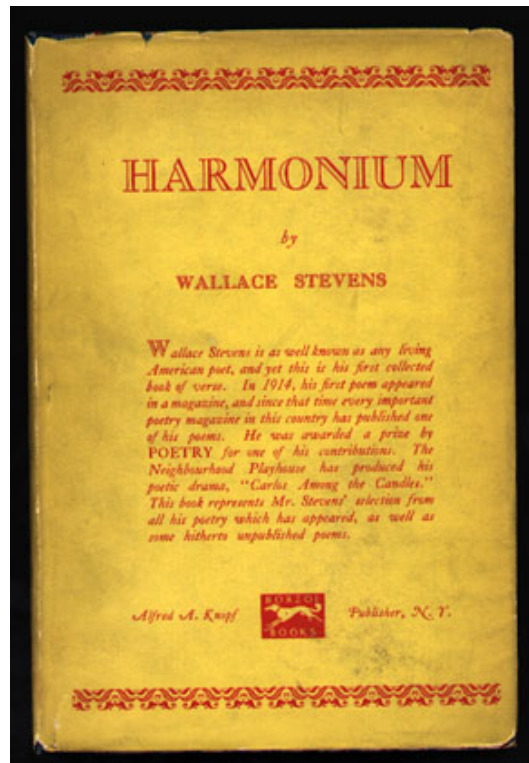 HARMONIUM
by
WALLACE STEVENS
Wallace Stevens is as well known as any living
American poet, and yet this is his first collected
book of verse. In 1914, his first poem appeared
in a magazine, and since that time every important
poetry magazine in this country has published one
of his poems. He was awarded a prize by
POETRY for one of his contributions. The
Neighbourhood Playhouse has produced his
poetic drama, "Carlos Among the Candles."
This book represents Mr. Stevens' selection from
all his poetry which has appeared, as well as
some hitherto unpublished poems.
Alfred A. Knopf
BORZOI
BOOKS
Publisher, N. Y.